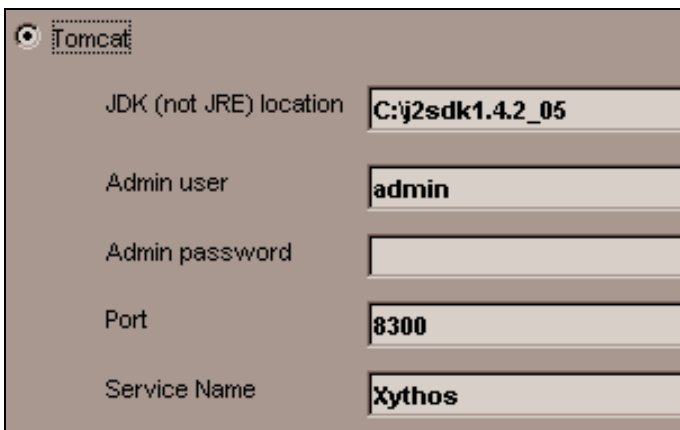 Tomcat
JDK (not JRE) location C:\j2sdk1.4.2_05
Admin user admin
Admin password
Port 8300
Service Name Xythos